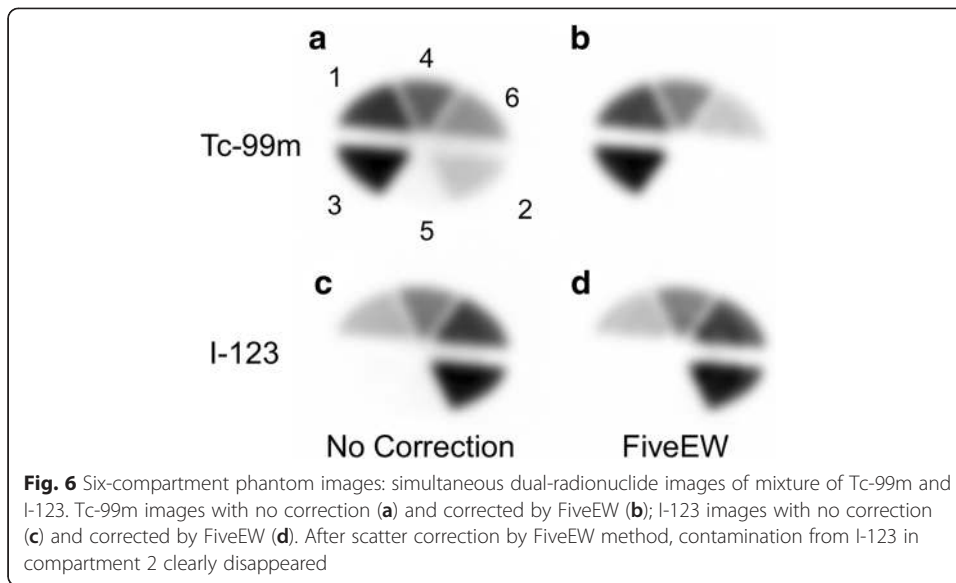 a
b
4
1
6
Tc-99m
3
2
5
c
d
I-123
No Correction
FiveEW
Fig. 6 Six-compartment phantom images: simultaneous dual-radionuclide images of mixture of Tc-99m and
I-123. Tc-99m images with no correction (a) and corrected by FiveEW (b); I-123 images with no correction
(c) and corrected by FiveEW (d). After scatter correction by FiveEW method, contamination from I-123 in
compartment 2 clearly disappeared